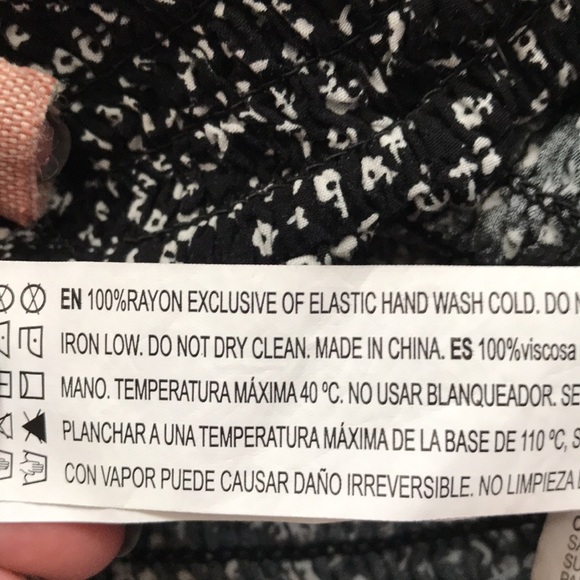 EN 100%RAYON EXCLUSIVE OF ELASTIC HAND WASH COLD. DO
IRON LOW. DO NOT DRY CLEAN. MADE IN CHINA. ES 100%viscosa
MANO. TEMPERATURA MÁXIMA 40 ºC. NO USAR BLANQUEADOR.
PLANCHAR A UNA TEMPERATURA MÁXIMA DE LA BASE DE 110 ºC,
CON VAPOR PUEDE CAUSAR DAÑO IRREVERSIBLE. NO LIMPIEZA